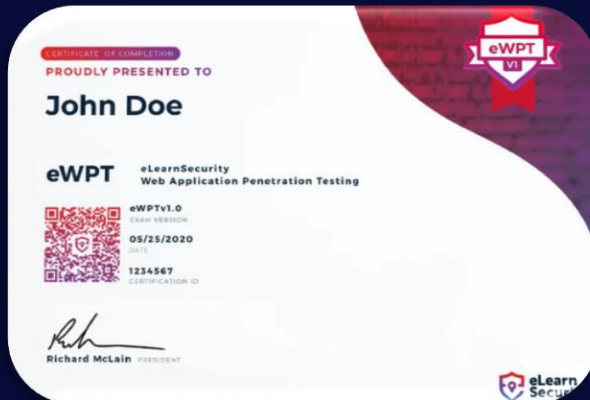 CERTIFICATE OF COMPLETION
PROUDLY PRESENTED TO
John Doe
eWPT
eLearnSecurity
Web Application Penetration Testing
eWPTv1.0
EXAM VERSION
05/25/2020
DATE
1234567
CERTIFICATION ID
Richard McLain PRESIDENT
eWPT
V1
eLearn